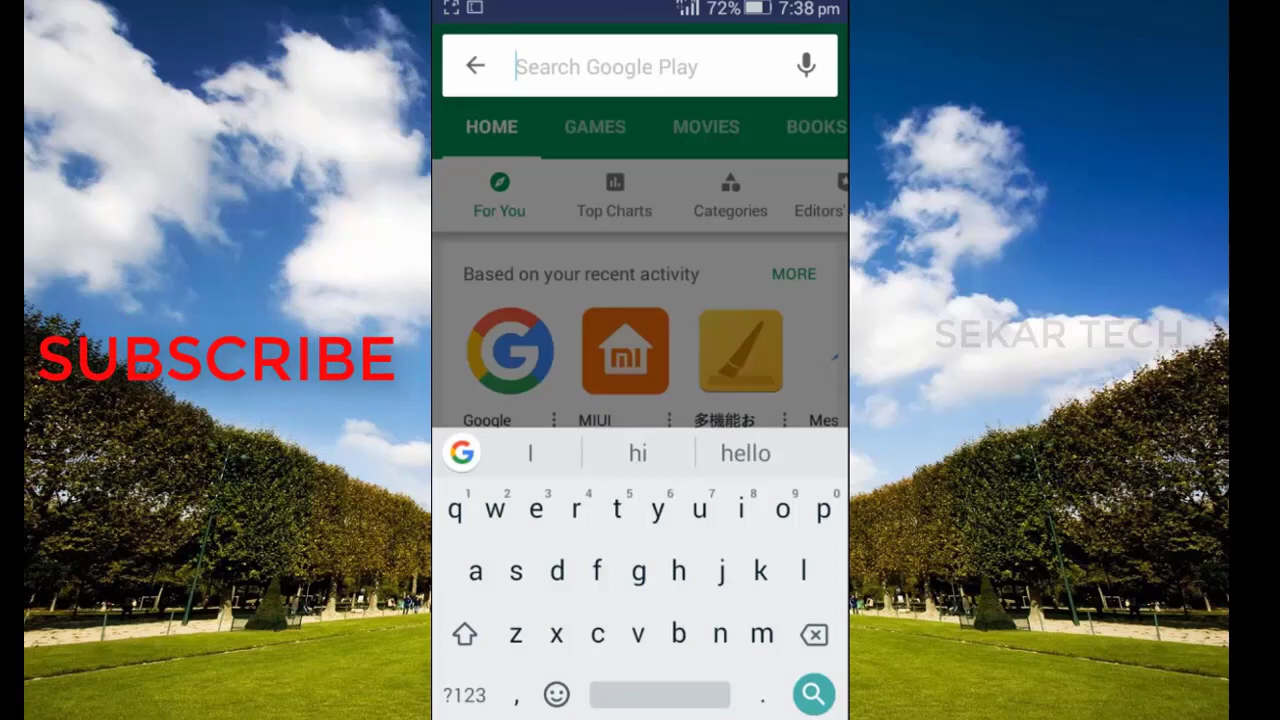 72% 7:38 pm
Search Google Play
HOME GAMES MOVIES BOOKS
For You Top Charts Categories Editors'
Based on your recent activity MORE
SUBSCRIBE
SEKAR TECH
Google MIUI 多機能お Mes
G I hi hello
1 2 3 4 5 6 7 8 9 0
q w e r t y u i o p
a s d f g h j k l
z x c v b n m
?123 , .